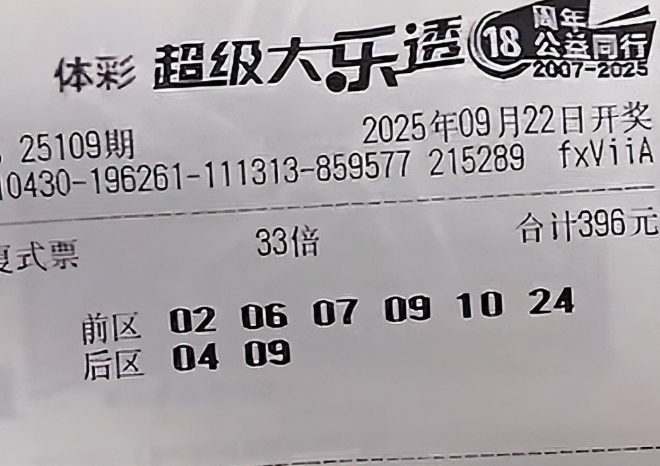 体彩 超级大乐透 18 周年 公益同行 2007-2025
25109期 2025年09月22日开奖
10430-196261-111313-859577 215289 fxViiA
复式票 33倍 合计396元
前区 02 06 07 09 10 24
后区 04 09